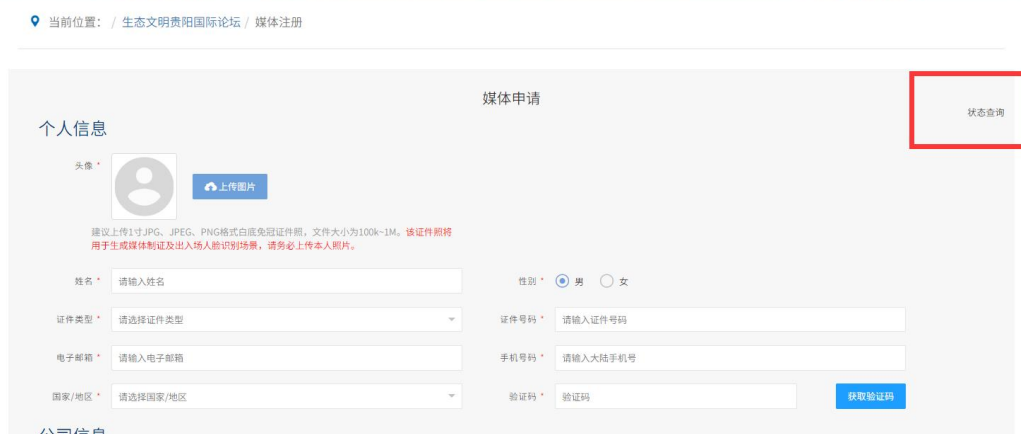 当前位置： / 生态文明贵阳国际论坛 / 媒体注册
媒体申请
状态查询
个人信息
头像 *
上传图片
建议上传1寸JPG、JPEG、PNG格式白底免冠证件照，文件大小为100k~1M。该证件照将
用于生成媒体制证及出入场人脸识别场景，请务必上传本人照片。
姓名 * 请输入姓名 性别 * 男 女
证件类型 * 请选择证件类型 证件号码 * 请输入证件号码
电子邮箱 * 请输入电子邮箱 手机号码 * 请输入大陆手机号
国家/地区 * 请选择国家/地区 验证码 * 验证码 获取验证码
公司信息